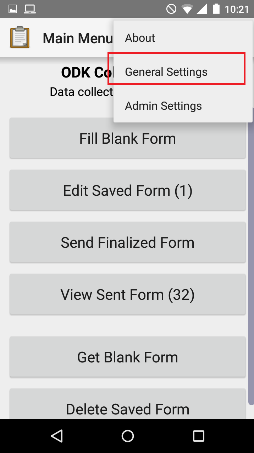 10:21
Main Menu
About
General Settings
Admin Settings
ODK Col
Data collect
Fill Blank Form
Edit Saved Form (1)
Send Finalized Form
View Sent Form (32)
Get Blank Form
Delete Saved Form